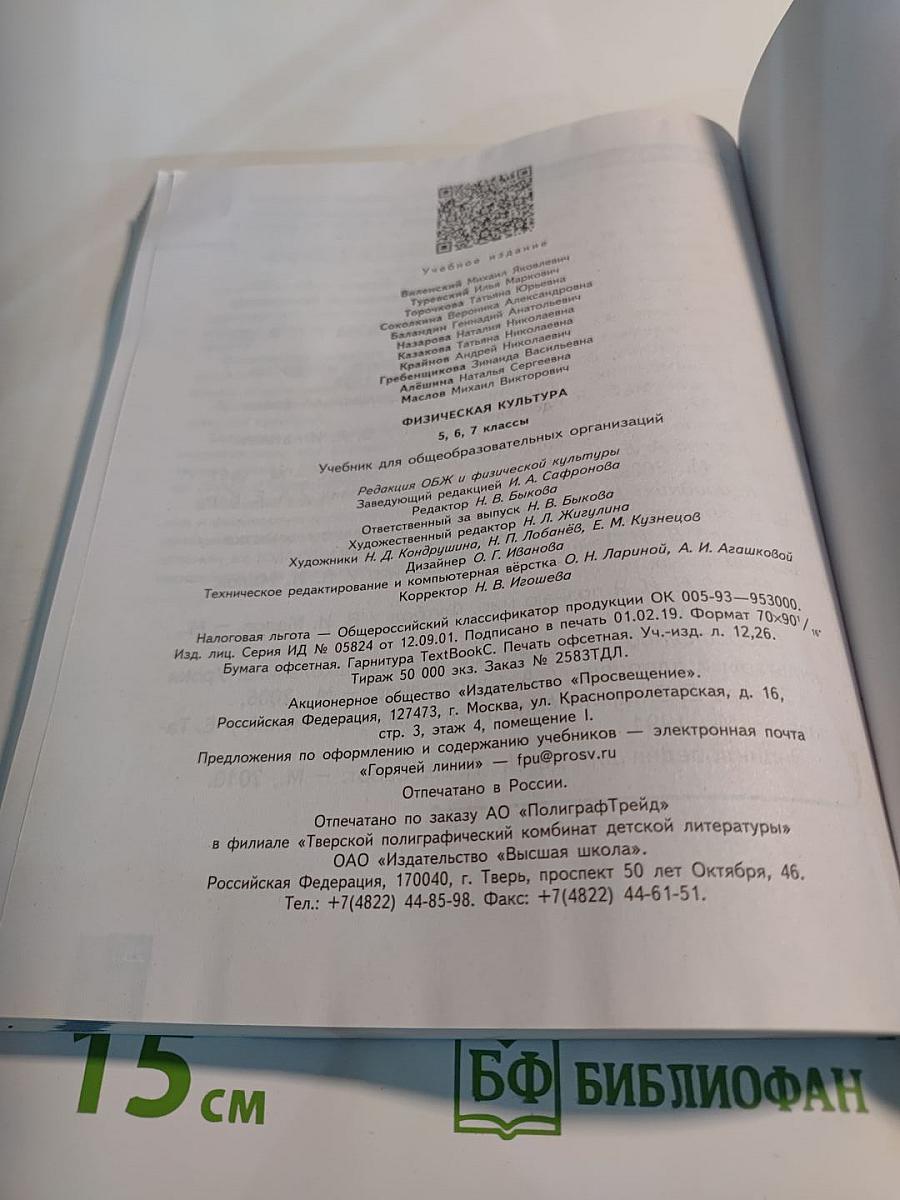 Учебное издание
Виленский Михаил Яковлевич
Туревский Илья Маркович
Торочкова Татьяна Юрьевна
Соколкина Вероника Александровна
Баландин Геннадий Анатольевич
Назарова Наталия Николаевна
Казакова Татьяна Николаевна
Крайнов Андрей Николаевич
Гребенщикова Зинаида Васильевна
Алёшина Наталья Сергеевна
Маслов Михаил Викторович
ФИЗИЧЕСКАЯ КУЛЬТУРА
5, 6, 7 классы
Учебник для общеобразовательных организаций
Редакция ОБЖ и физической культуры
Заведующий редакцией И. А. Сафронова
Редактор Н. В. Быкова
Ответственный за выпуск Н. В. Быкова
Художественный редактор Н. Л. Жигулина
Художники Н. Д. Кондрушина, Н. П. Лобанёв, Е. М. Кузнецов
Дизайнер О. Г. Иванова
Техническое редактирование и компьютерная вёрстка О. Н. Лариной, А. И. Агашковой
Корректор Н. В. Игошева
Налоговая льгота — Общероссийский классификатор продукции ОК 005-93—953000.
Изд. лиц. Серия ИД № 05824 от 12.09.01. Подписано в печать 01.02.19. Формат 70×90 1/16.
Бумага офсетная. Гарнитура TextBookC. Печать офсетная. Уч.-изд. л. 12,26.
Тираж 50 000 экз. Заказ № 2583ТДЛ.
Акционерное общество «Издательство «Просвещение».
Российская Федерация, 127473, г. Москва, ул. Краснопролетарская, д. 16,
стр. 3, этаж 4, помещение I.
Предложения по оформлению и содержанию учебников — электронная почта
«Горячей линии» — fpu@prosv.ru
Отпечатано в России.
Отпечатано по заказу АО «ПолиграфТрейд»
в филиале «Тверской полиграфический комбинат детской литературы»
ОАО «Издательство «Высшая школа».
Российская Федерация, 170040, г. Тверь, проспект 50 лет Октября, 46.
Тел.: +7(4822) 44-85-98. Факс: +7(4822) 44-61-51.
15 см
БФ БИБЛИОФАН